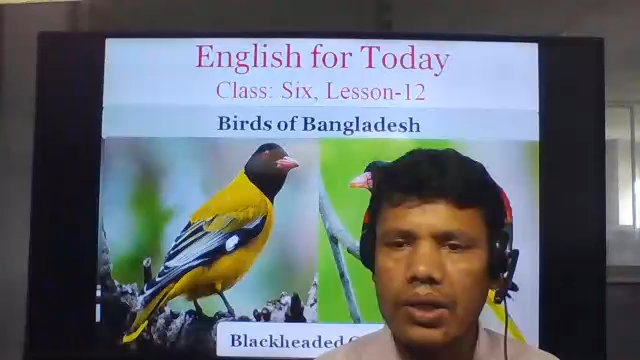 English for Today
Class: Six, Lesson-12
Birds of Bangladesh
Blackheaded